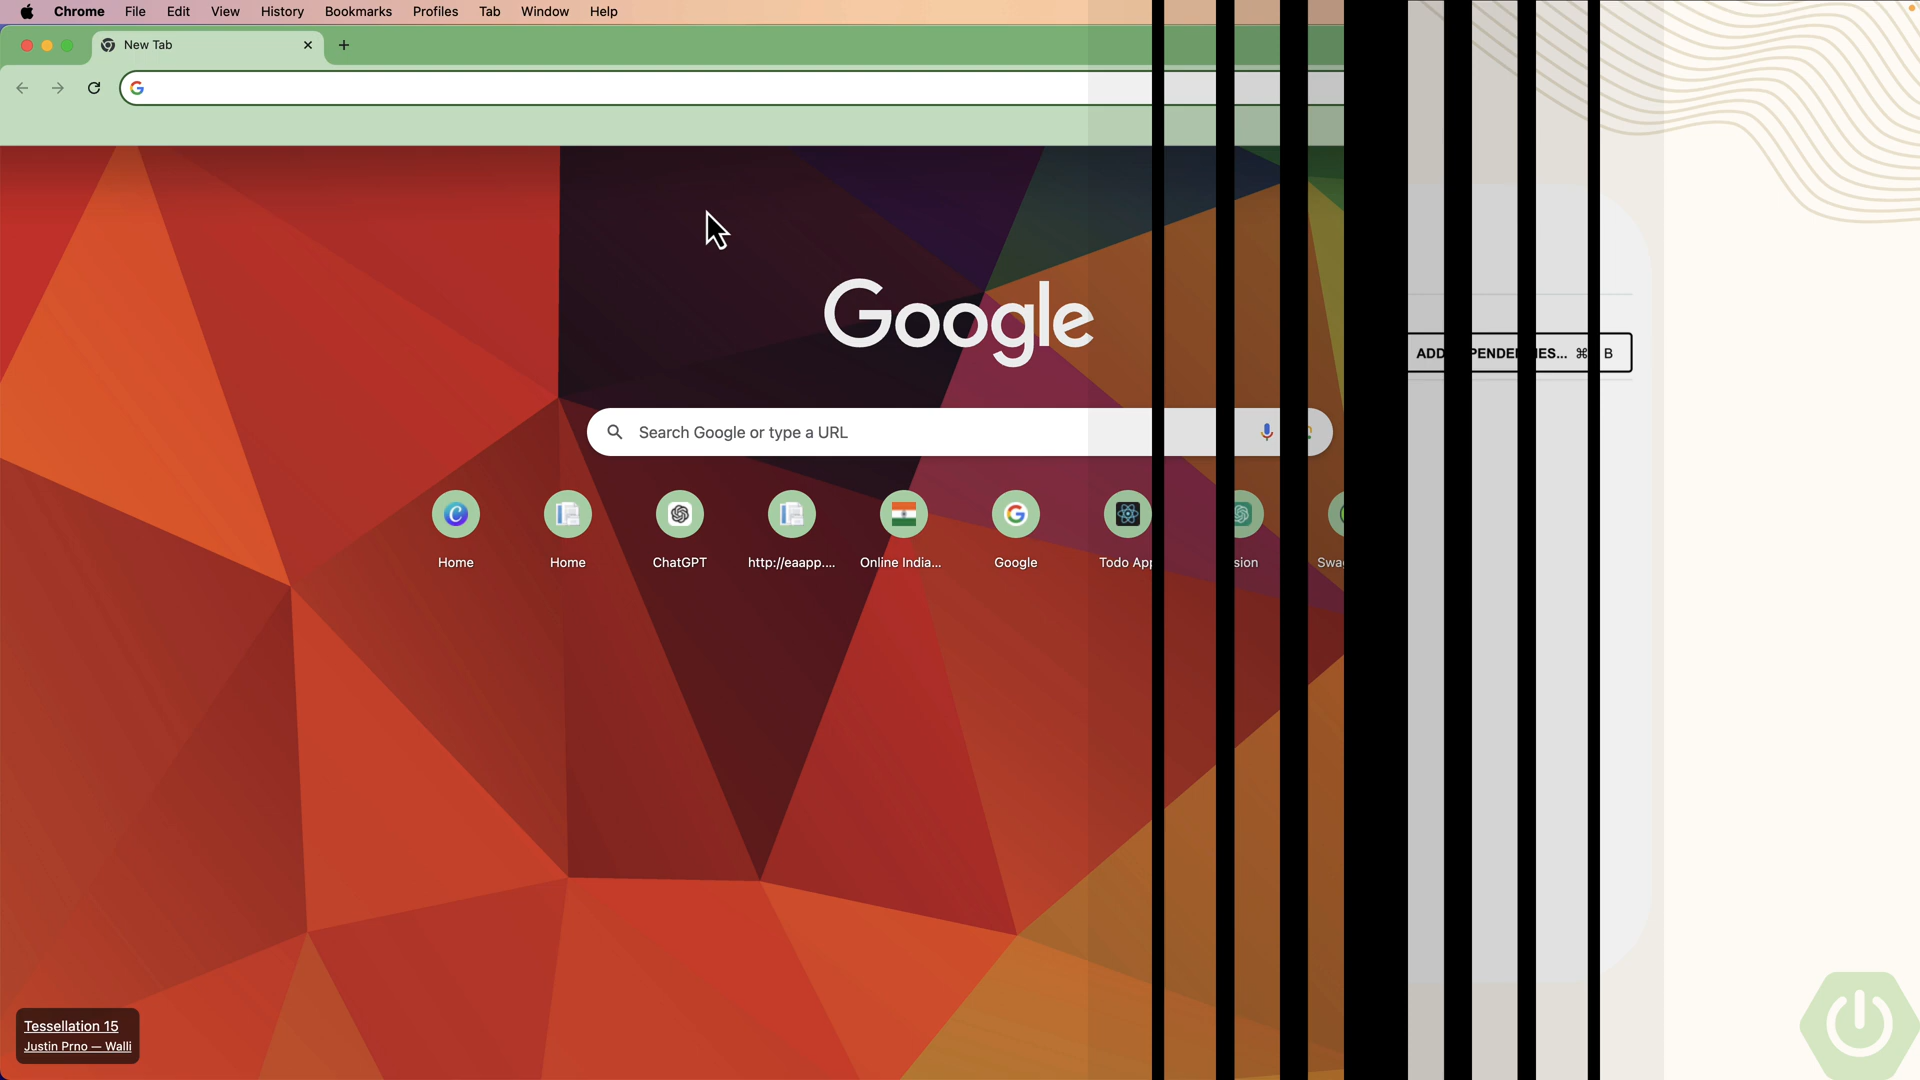 Chrome File Edit View History Bookmarks Profiles Tab Window Help
New Tab
Google
Search Google or type a URL
Home Home ChatGPT http://eaapp.... Online India... Google Todo App sion Swa
ADD PENDE IES... ⌘ B
Tessellation 15
Justin Prno — Walli